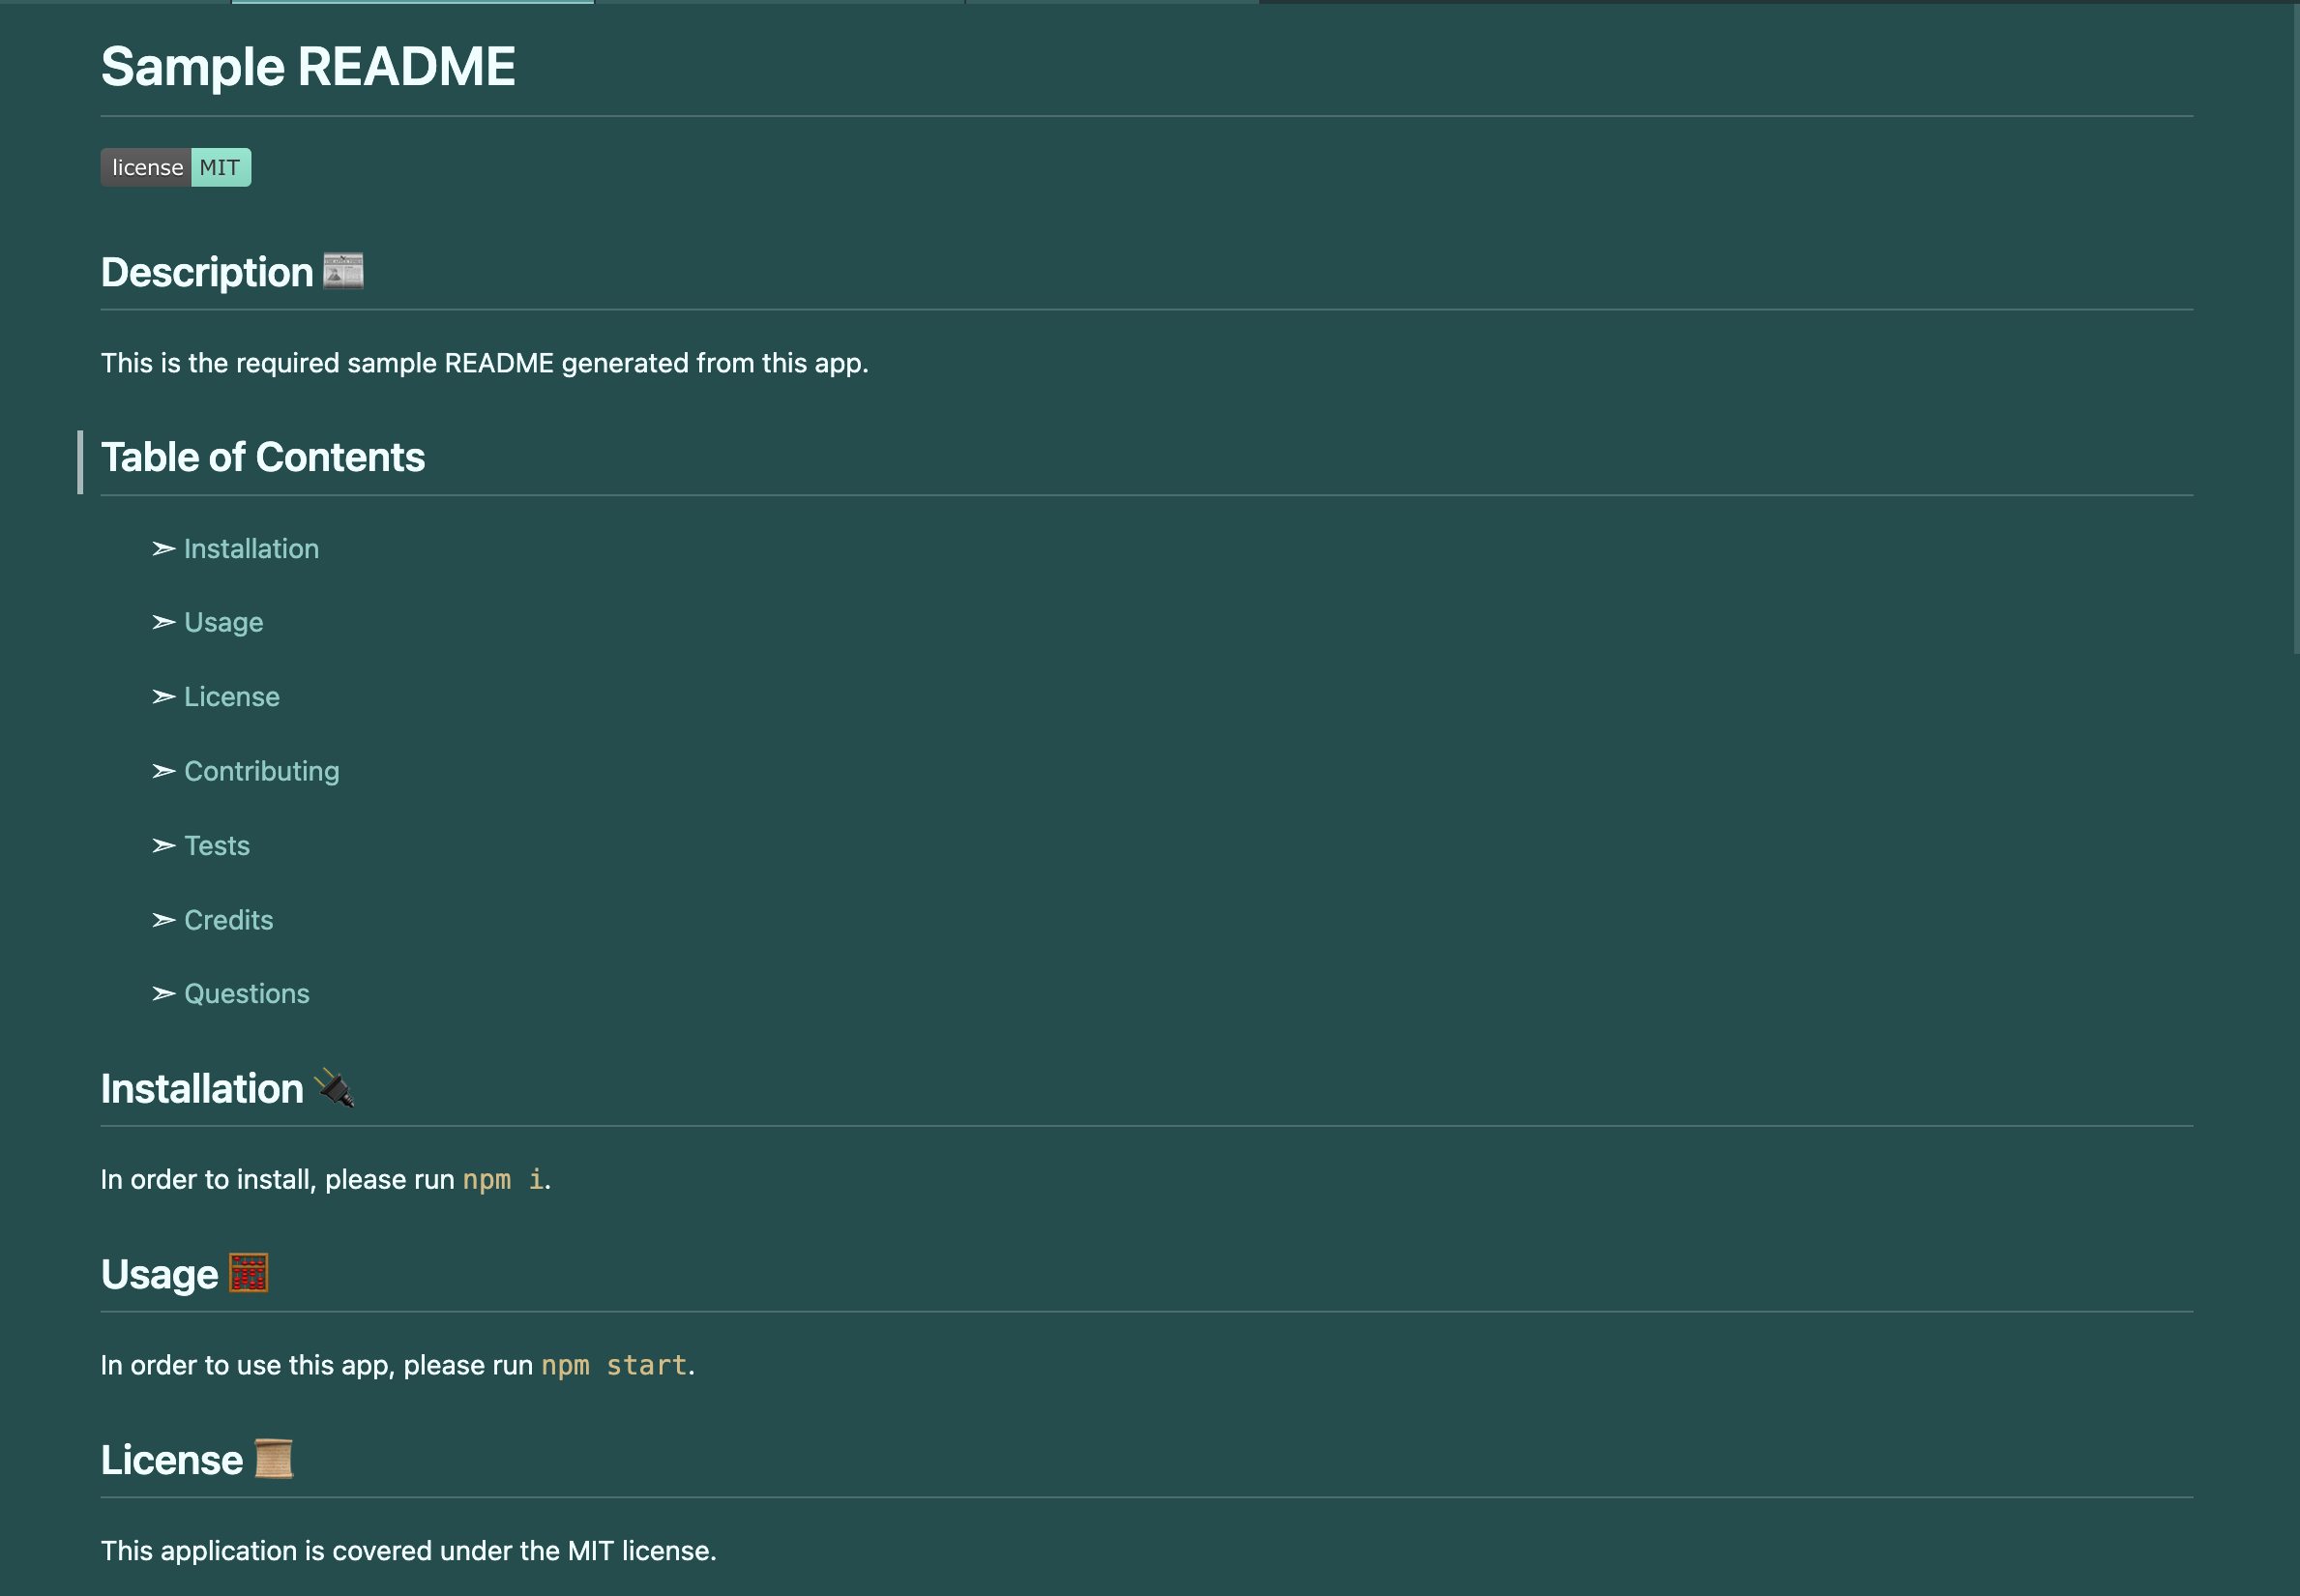 Sample README
license MIT
Description 📰
This is the required sample README generated from this app.
Table of Contents
➣ Installation
➣ Usage
➣ License
➣ Contributing
➣ Tests
➣ Credits
➣ Questions
Installation 🔌
In order to install, please run npm i.
Usage 🧮
In order to use this app, please run npm start.
License 📜
This application is covered under the MIT license.